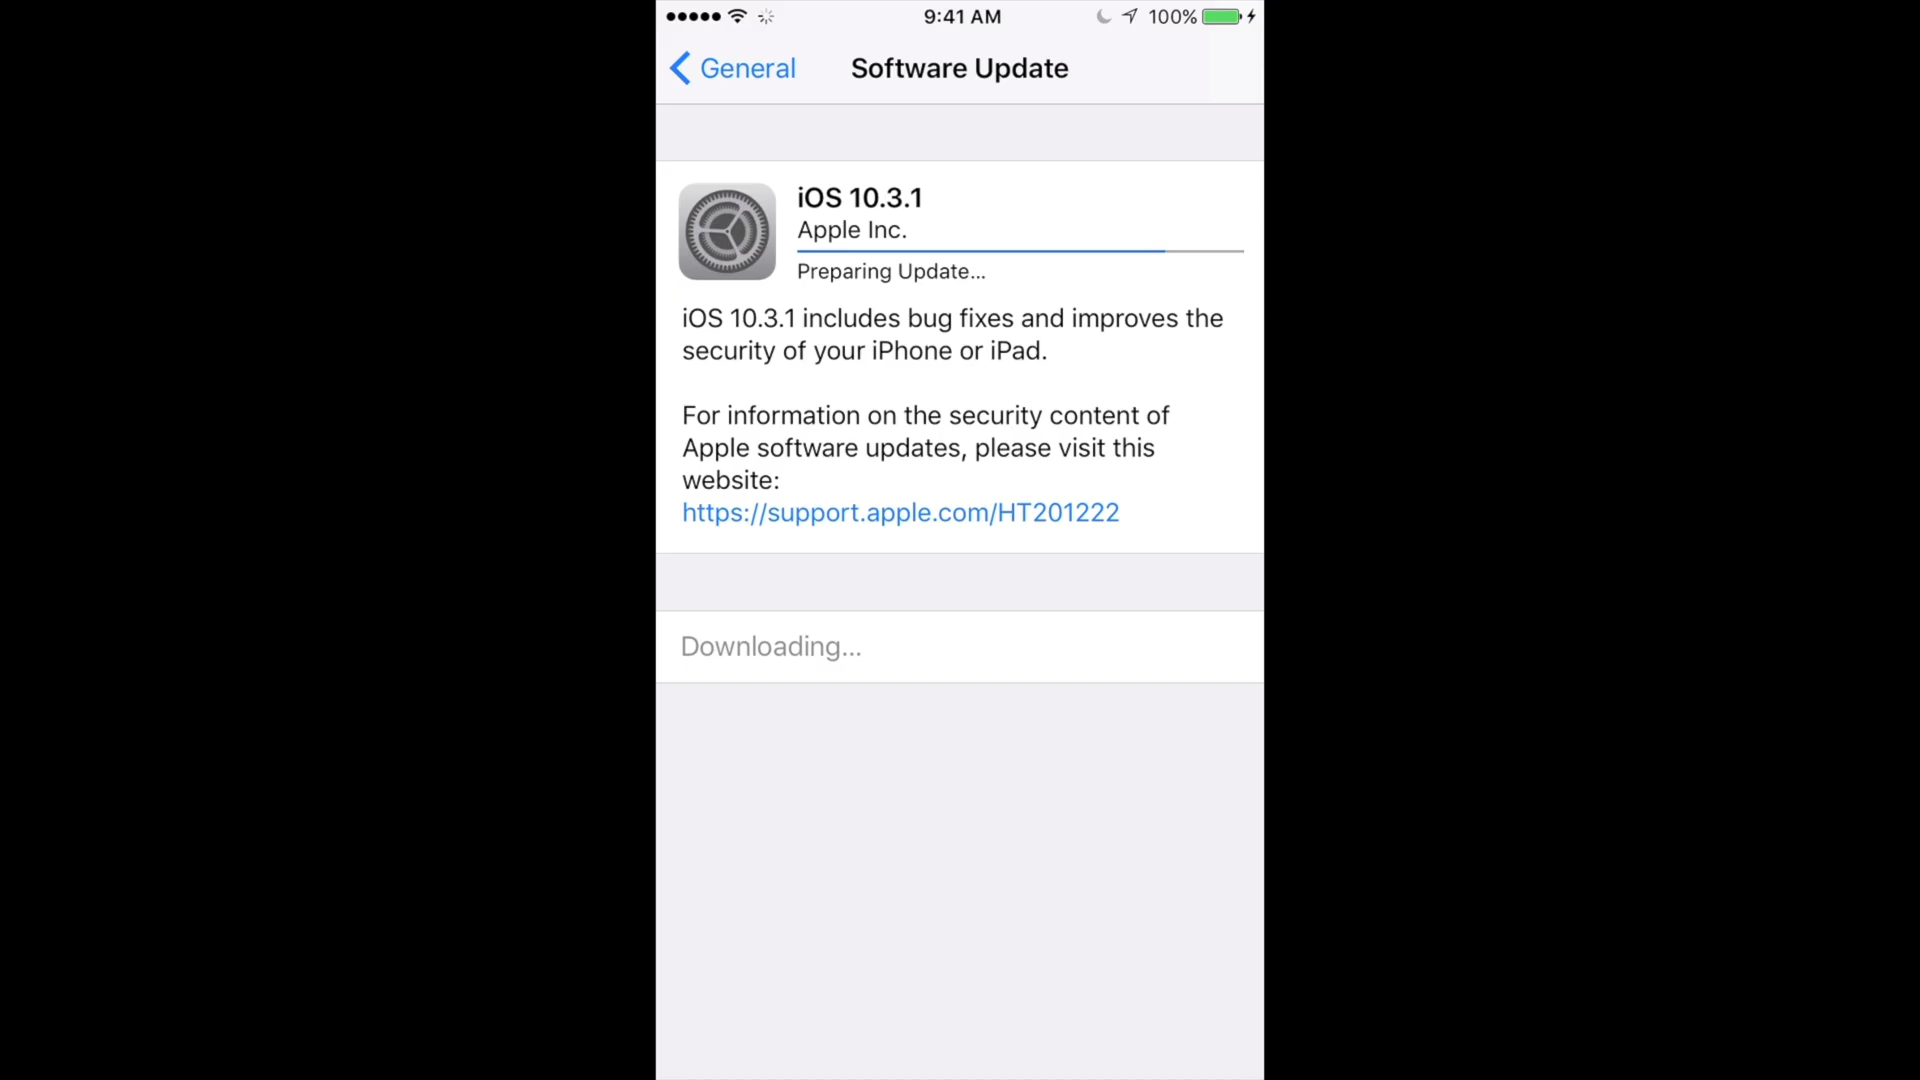 9:41 AM 100%
General Software Update
iOS 10.3.1
Apple Inc.
Preparing Update...
iOS 10.3.1 includes bug fixes and improves the
security of your iPhone or iPad.
For information on the security content of
Apple software updates, please visit this
website:
https://support.apple.com/HT201222
Downloading...